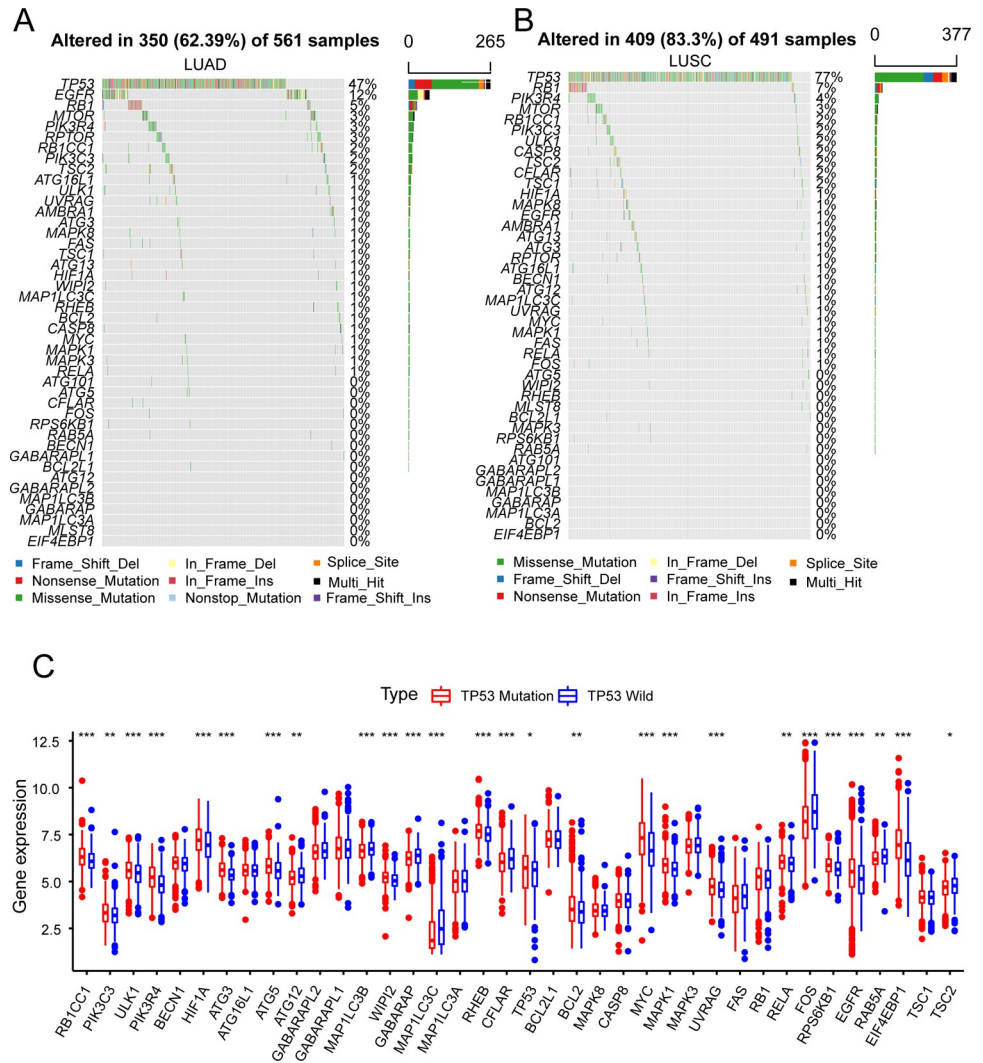 A
Altered in 350 (62.39%) of 561 samples
0
265
LUAD
TP53 47%
EGFR 12%
RB1 5%
MTOR 3%
PIK3R4 3%
RPTOR 3%
RB1CC1 2%
PIK3C3 2%
TSC2 2%
ATG16L1 1%
ULK1 1%
UVRAG 1%
AMBRA1 1%
ATG3 1%
MAPK8 1%
FAS 1%
TSC1 1%
ATG13 1%
HIF1A 1%
WIPI2 1%
MAP1LC3C 1%
RHEB 1%
BCL2 1%
CASP8 1%
MYC 1%
MAPK1 1%
MAPK3 1%
RELA 1%
ATG101 0%
ATG5 0%
CFLAR 0%
FOS 0%
RPS6KB1 0%
RAB5A 0%
BECN1 0%
GABARAPL1 0%
BCL2L1 0%
ATG12 0%
GABARAPL2 0%
MAP1LC3B 0%
GABARAP 0%
MAP1LC3A 0%
MLST8 0%
EIF4EBP1 0%
Frame_Shift_Del
In_Frame_Del
Splice_Site
Nonsense_Mutation
In_Frame_Ins
Multi_Hit
Missense_Mutation
Nonstop_Mutation
Frame_Shift_Ins
B
Altered in 409 (83.3%) of 491 samples
0
377
LUSC
TP53 77%
RB1 7%
PIK3R4 4%
MTOR 3%
RB1CC1 2%
PIK3C3 2%
ULK1 2%
CASP8 2%
TSC2 2%
CFLAR 2%
TSC1 2%
HIF1A 1%
MAPK8 1%
EGFR 1%
AMBRA1 1%
ATG13 1%
ATG3 1%
RPTOR 1%
ATG16L1 1%
BECN1 1%
ATG12 1%
MAP1LC3C 1%
UVRAG 1%
MYC 1%
MAPK1 1%
FAS 1%
RELA 1%
FOS 1%
ATG5 0%
WIPI2 0%
RHEB 0%
MLST8 0%
BCL2L1 0%
MAPK3 0%
RPS6KB1 0%
RAB5A 0%
ATG101 0%
GABARAPL2 0%
GABARAPL1 0%
MAP1LC3B 0%
GABARAP 0%
MAP1LC3A 0%
BCL2 0%
EIF4EBP1 0%
Missense_Mutation
In_Frame_Del
Splice_Site
Frame_Shift_Del
Frame_Shift_Ins
Multi_Hit
Nonsense_Mutation
In_Frame_Ins
C
Type TP53 Mutation TP53 Wild
*** ** *** *** *** *** *** ** *** *** *** *** *** *** * ** *** *** *** ** *** *** *** ** *** *
12.5
10.0
7.5
5.0
2.5
Gene expression
RB1CC1
PIK3C3
ULK1
PIK3R4
BECN1
HIF1A
ATG3
ATG16L1
ATG5
ATG12
GABARAPL2
GABARAPL1
MAP1LC3B
WIPI2
GABARAP
MAP1LC3C
MAP1LC3A
RHEB
CFLAR
TP53
BCL2L1
BCL2
MAPK8
CASP8
MYC
MAPK1
MAPK3
UVRAG
FAS
RB1
RELA
FOS
RPS6KB1
EGFR
RAB5A
EIF4EBP1
TSC1
TSC2